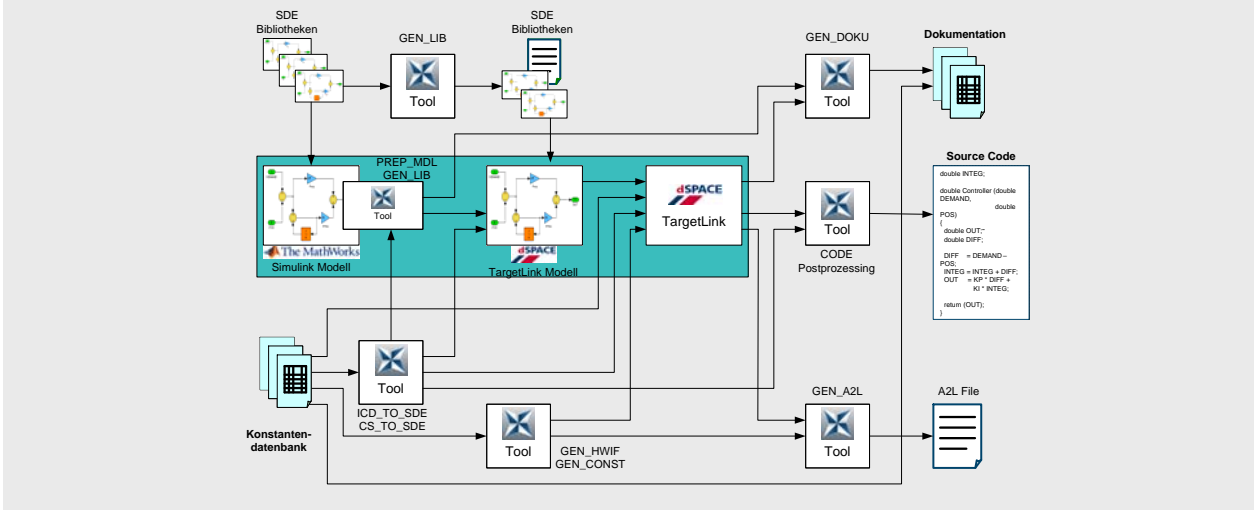 SDE
Bibliotheken
GEN_LIB
Tool
SDE
Bibliotheken
GEN_DOKU
Tool
Dokumentation
PREP_MDL
GEN_LIB
Tool
The MathWorks
Simulink Modell
dSPACE
TargetLink Modell
dSPACE
TargetLink
Tool
CODE
Postprozessing
Source Code
double INTEG;
double Controller (double
DEMAND,
double
POS)
{
double OUT;~
double DIFF;
DIFF = DEMAND –
POS;
INTEG = INTEG + DIFF;
OUT = KP * DIFF +
KI * INTEG;
return (OUT);
}
Konstanten-
datenbank
Tool
ICD_TO_SDE
CS_TO_SDE
Tool
GEN_HWIF
GEN_CONST
GEN_A2L
Tool
A2L File